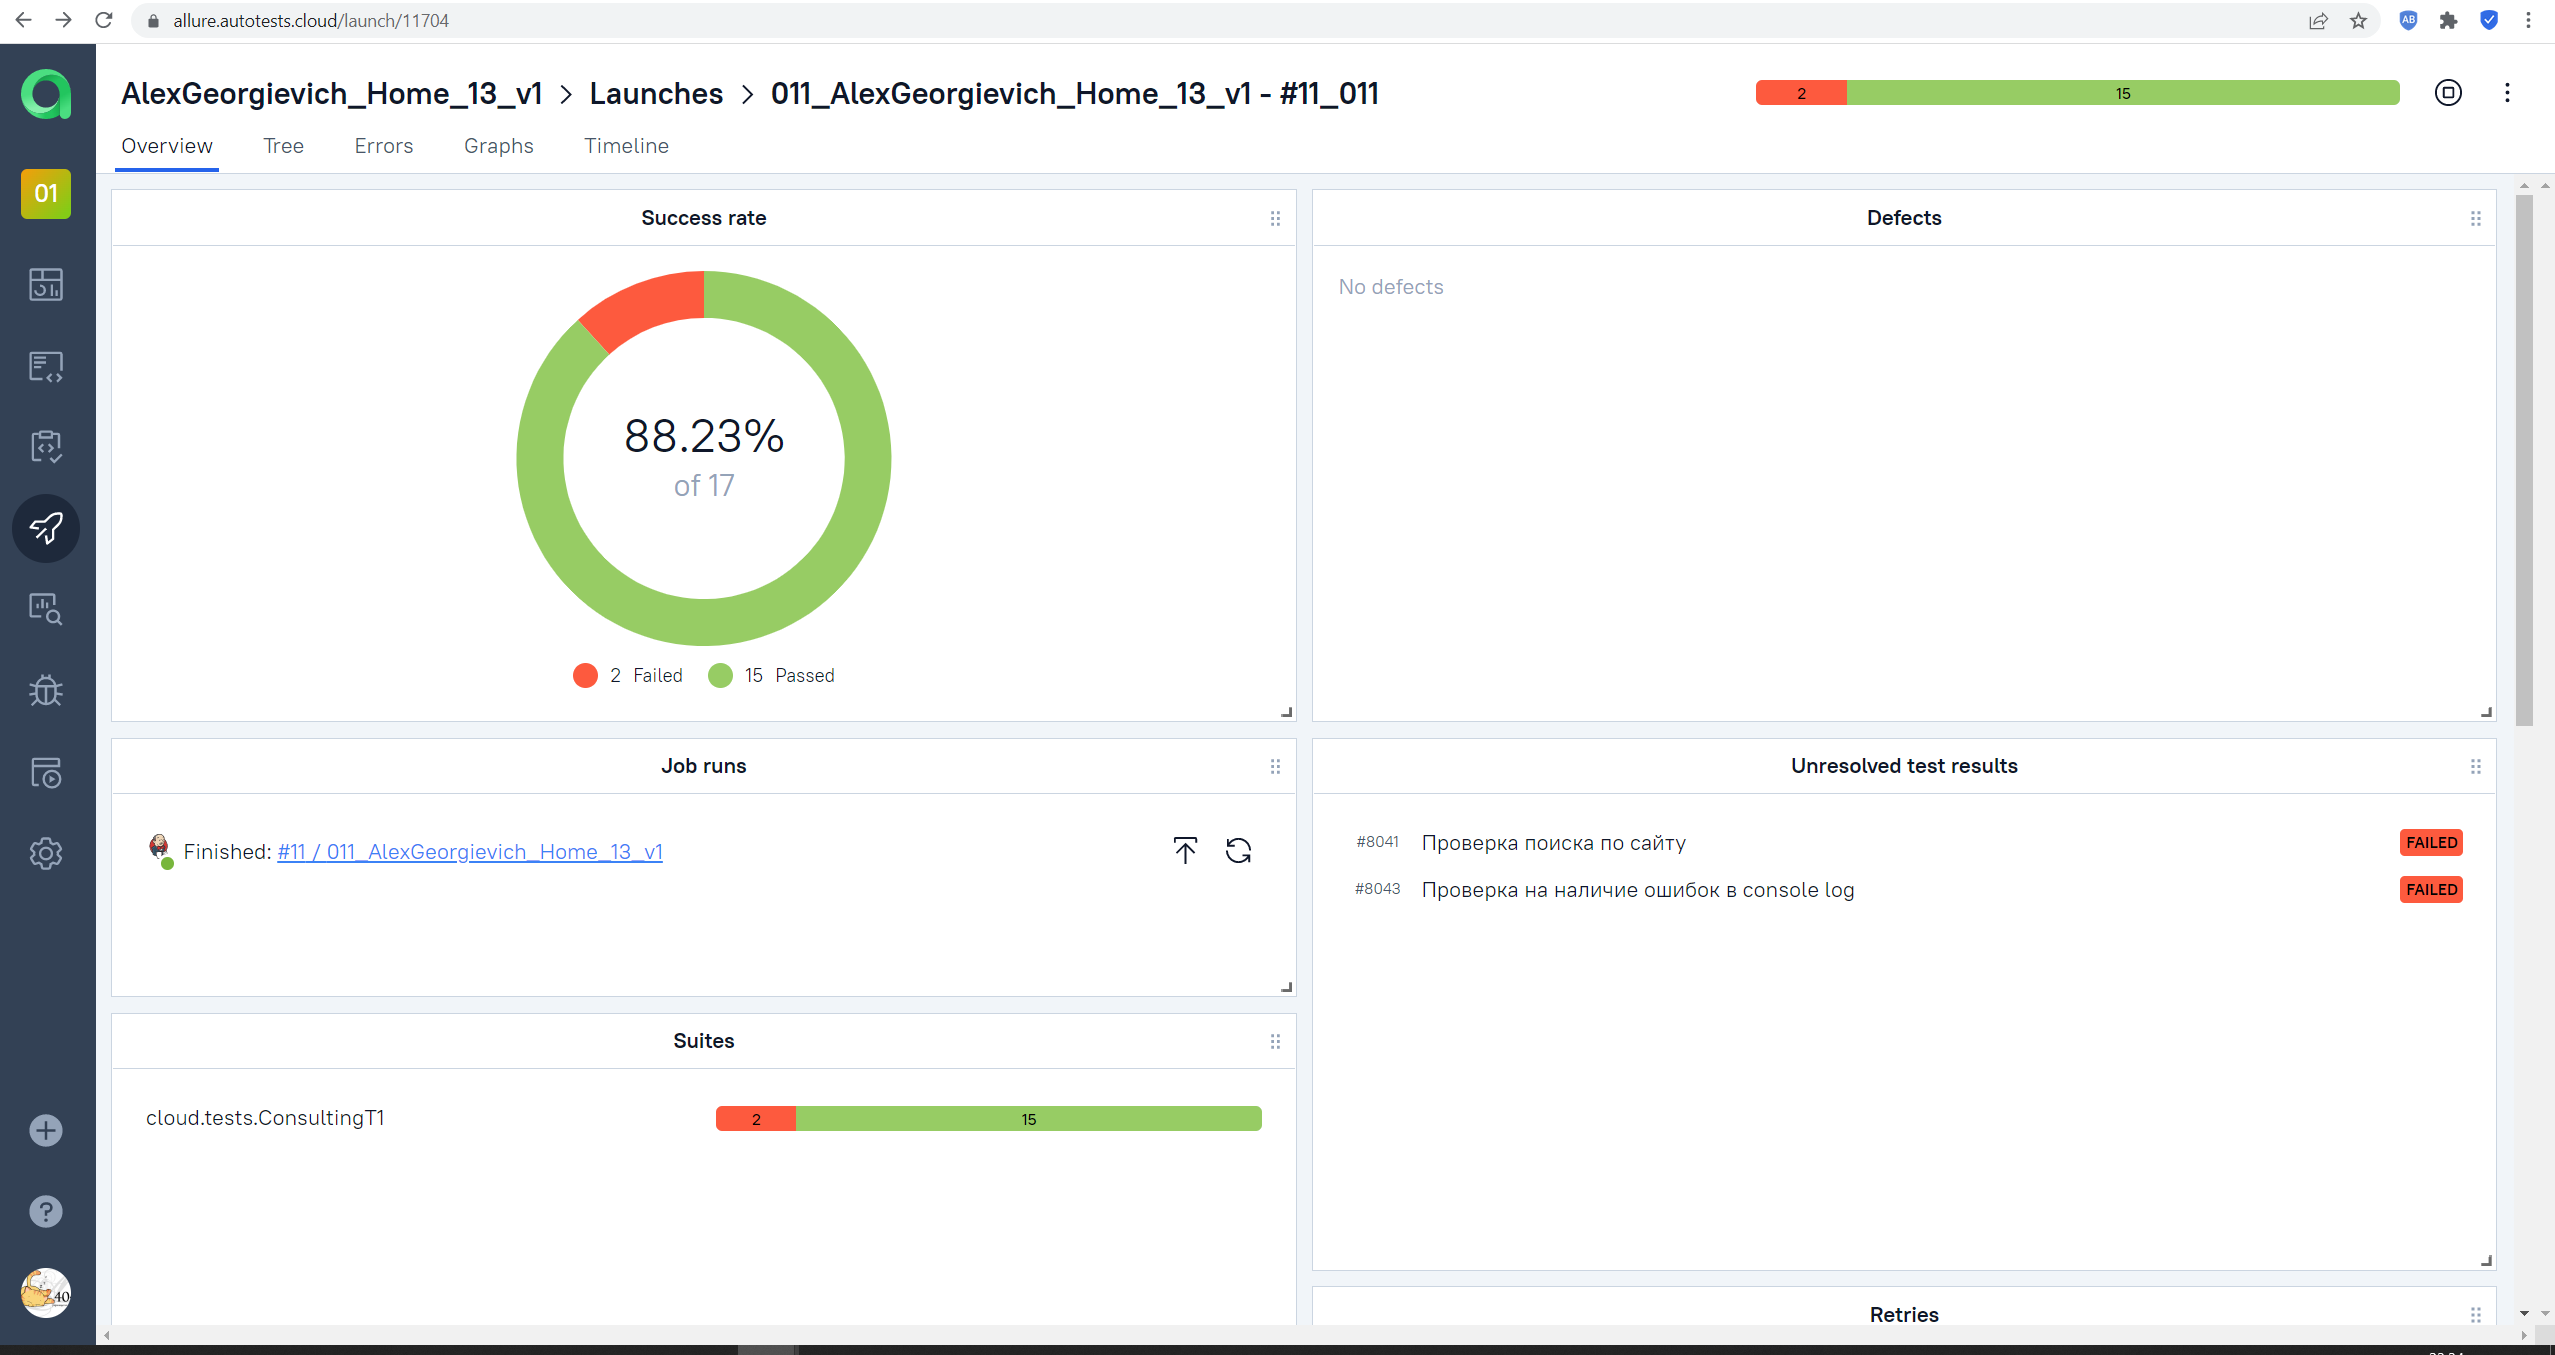 allure.autotests.cloud/launch/11704
AB
AlexGeorgievich_Home_13_v1 > Launches > 011_AlexGeorgievich_Home_13_v1 - #11_011
2 15
Overview Tree Errors Graphs Timeline
01
Success rate
88.23%
of 17
2 Failed 15 Passed
Defects
No defects
Job runs
Finished: #11 / 011_AlexGeorgievich_Home_13_v1
Unresolved test results
#8041 Проверка поиска по сайту FAILED
#8043 Проверка на наличие ошибок в console log FAILED
Suites
cloud.tests.ConsultingT1 2 15
Retries
40